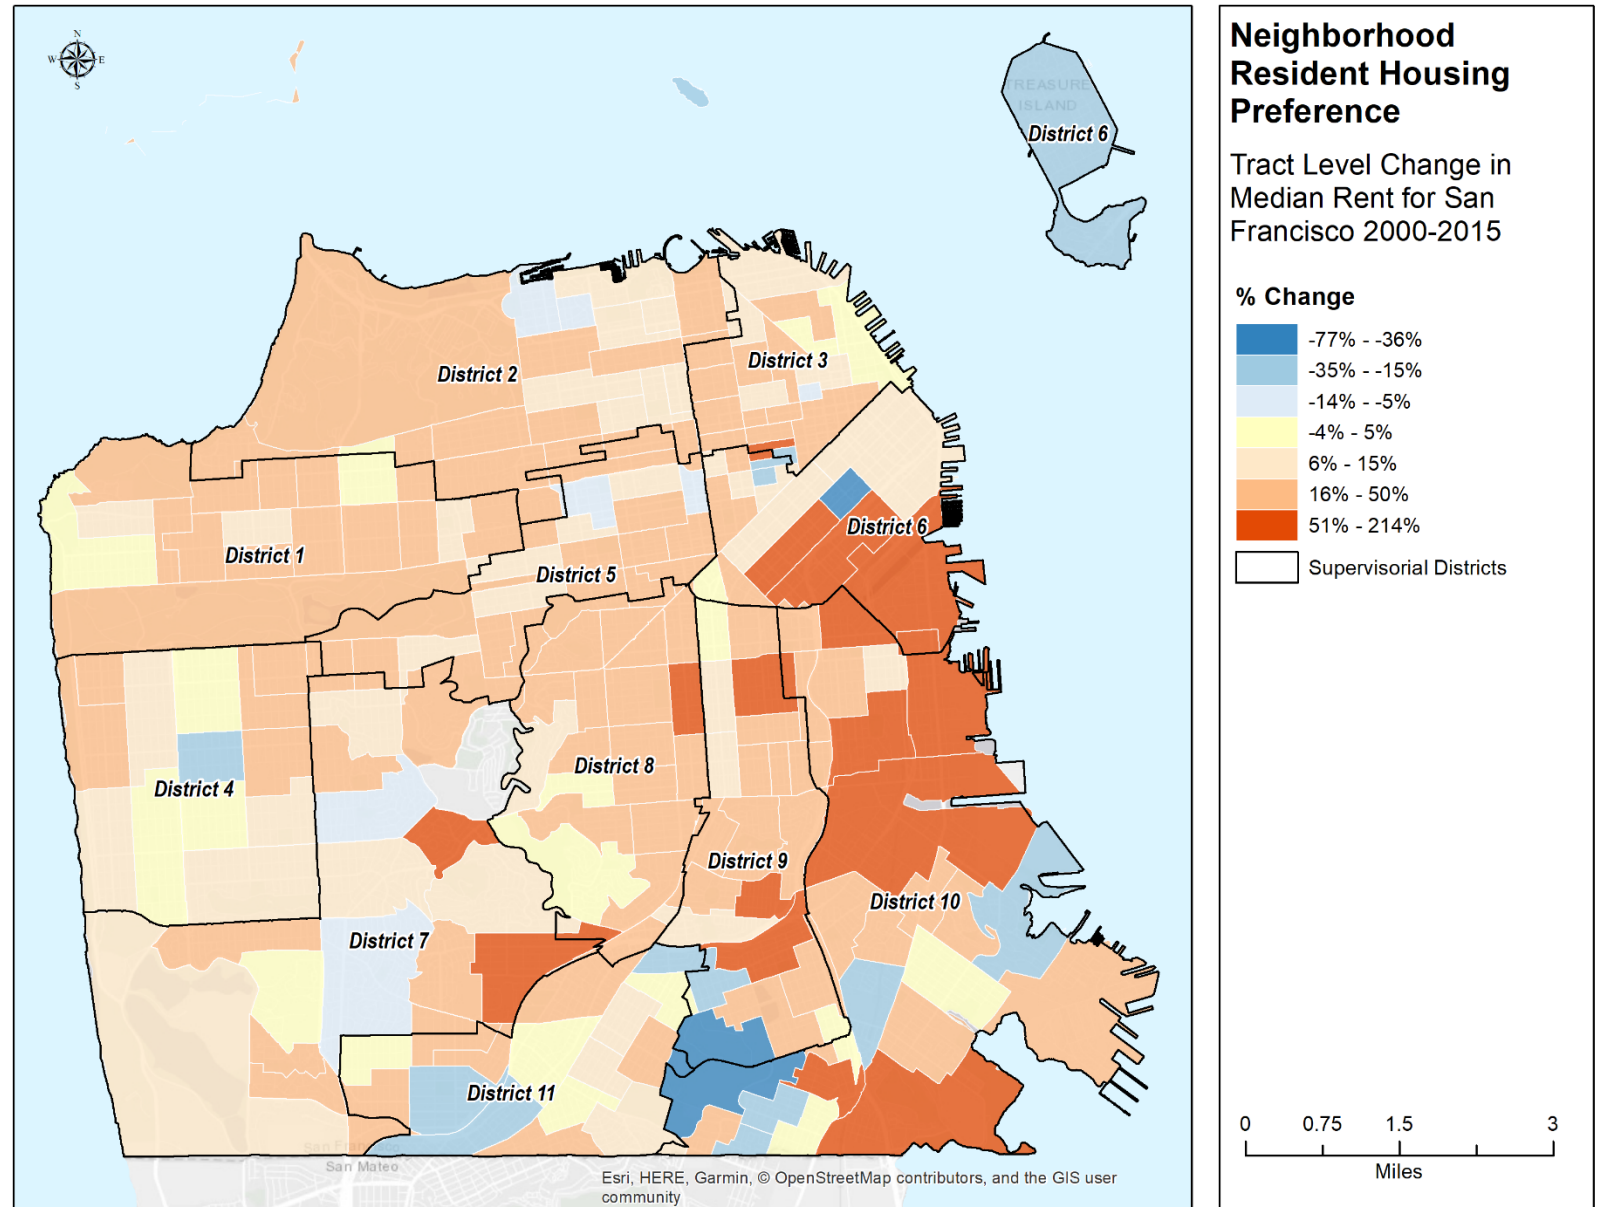 N
W E
S
TREASURE
ISLAND
District 6
District 3
District 2
District 6
District 1
District 5
District 8
District 4
District 9
District 10
District 7
District 11
San Francisco
San Mateo
Esri, HERE, Garmin, © OpenStreetMap contributors, and the GIS user
community
Neighborhood
Resident Housing
Preference
Tract Level Change in
Median Rent for San
Francisco 2000-2015
% Change
-77% - -36%
-35% - -15%
-14% - -5%
-4% - 5%
6% - 15%
16% - 50%
51% - 214%
Supervisorial Districts
0 0.75 1.5 3
Miles